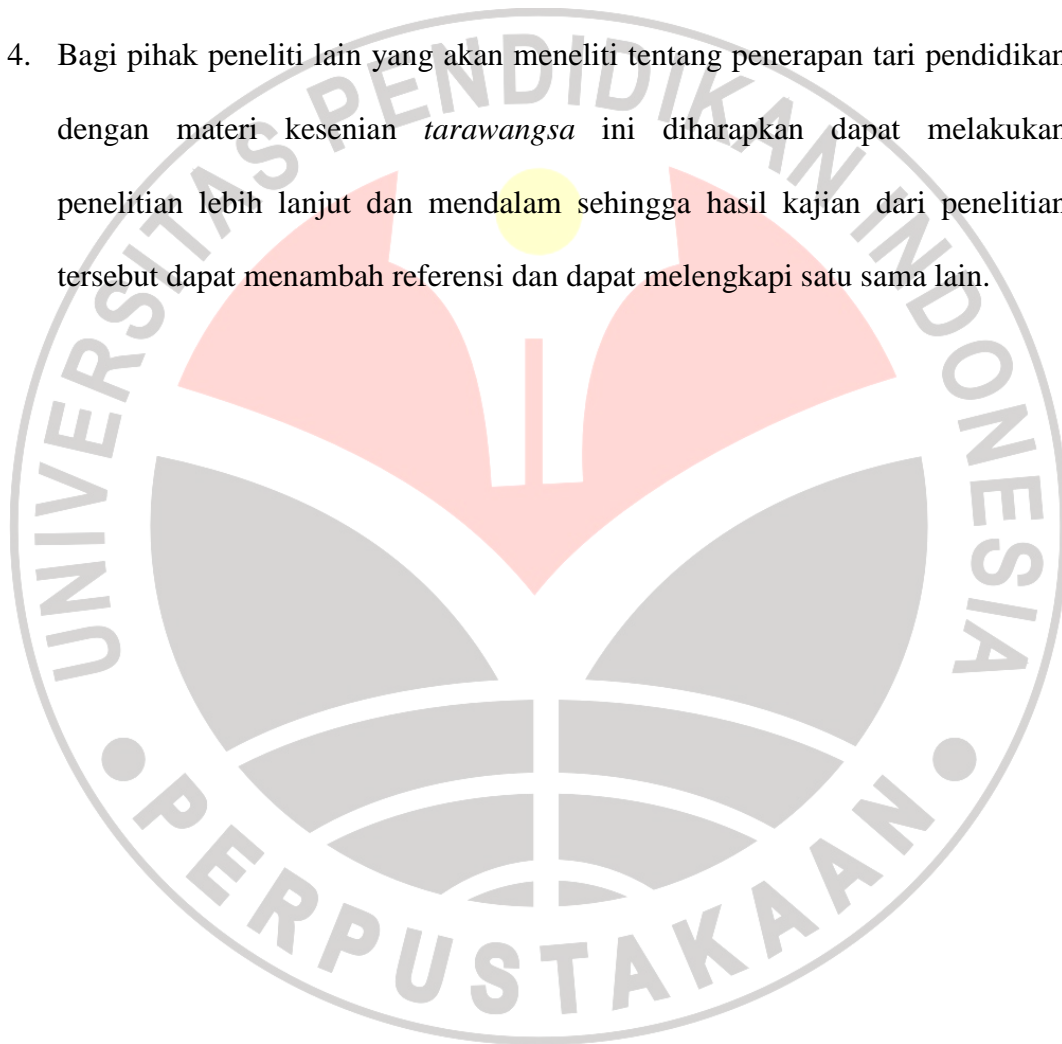 4. Bagi pihak peneliti lain yang akan meneliti tentang penerapan tari pendidikan
dengan materi kesenian tarawangsa ini diharapkan dapat melakukan
penelitian lebih lanjut dan mendalam sehingga hasil kajian dari penelitian
tersebut dapat menambah referensi dan dapat melengkapi satu sama lain.
UNIVERSITAS PENDIDIKAN INDONESIA
PERPUSTAKAAN